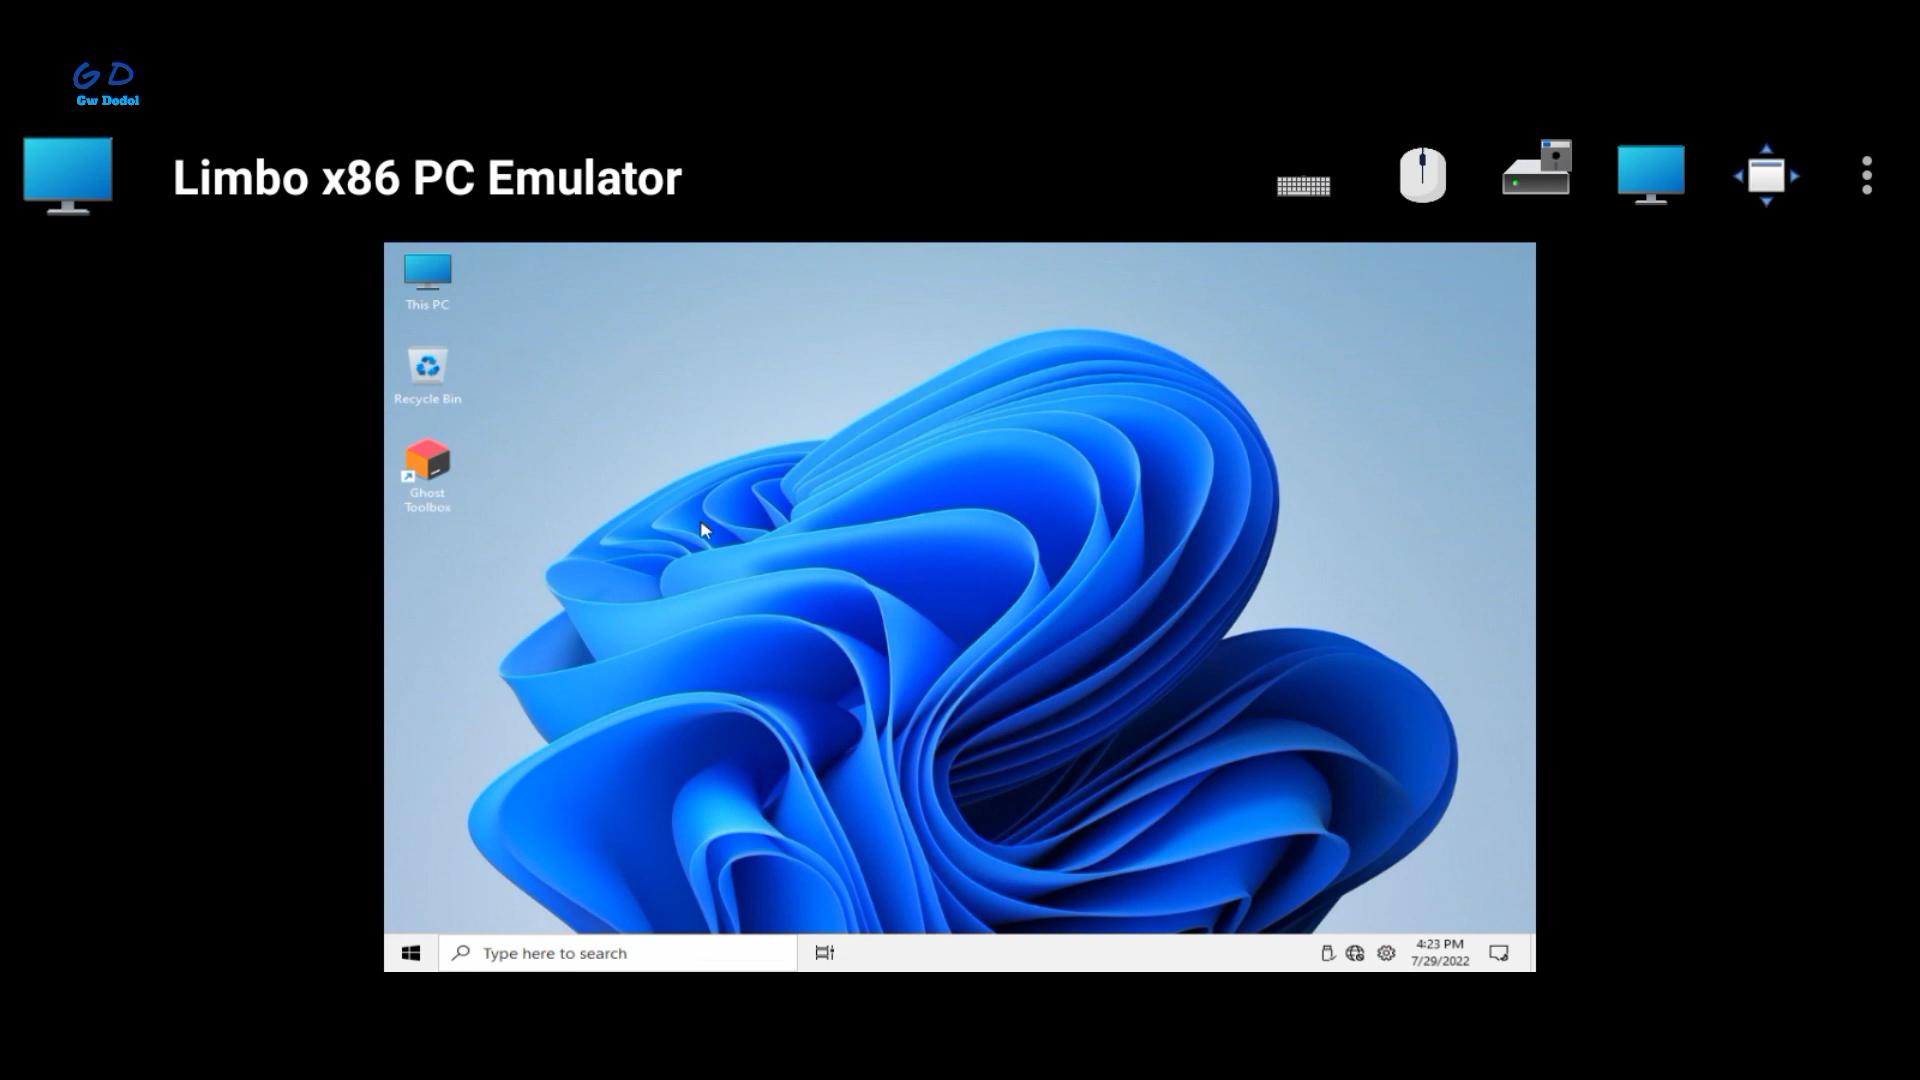 G D
Gw Dodol
Limbo x86 PC Emulator
This PC
Recycle Bin
Ghost
Toolbox
Type here to search
4:23 PM
7/29/2022